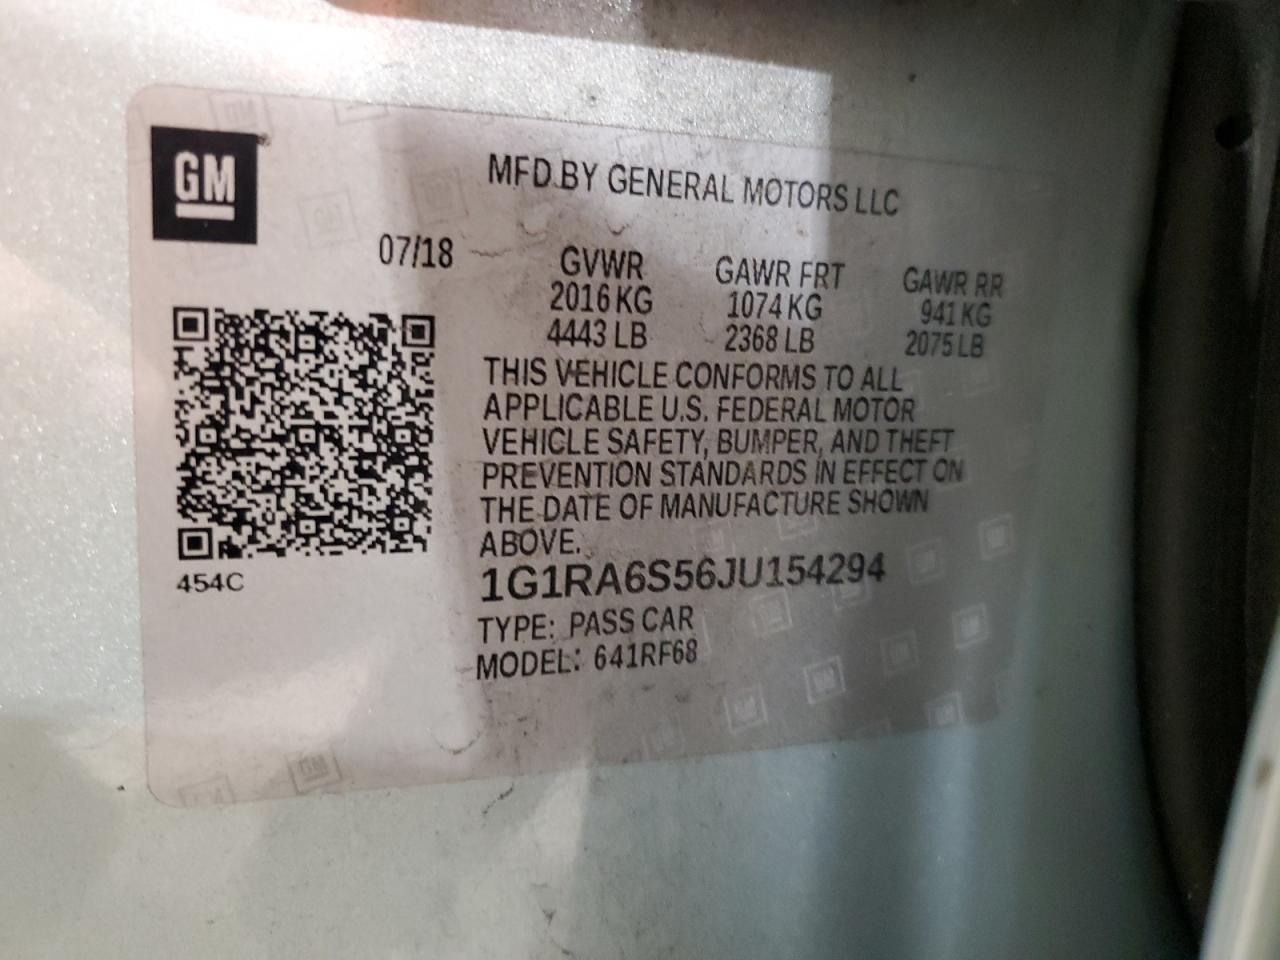 GM
MFD BY GENERAL MOTORS LLC
07/18
GVWR GAWR FRT GAWR RR
2016 KG 1074 KG 941 KG
4443 LB 2368 LB 2075 LB
THIS VEHICLE CONFORMS TO ALL
APPLICABLE U.S. FEDERAL MOTOR
VEHICLE SAFETY, BUMPER, AND THEFT
PREVENTION STANDARDS IN EFFECT ON
THE DATE OF MANUFACTURE SHOWN
ABOVE.
454C
1G1RA6S56JU154294
TYPE: PASS CAR
MODEL: 641RF68